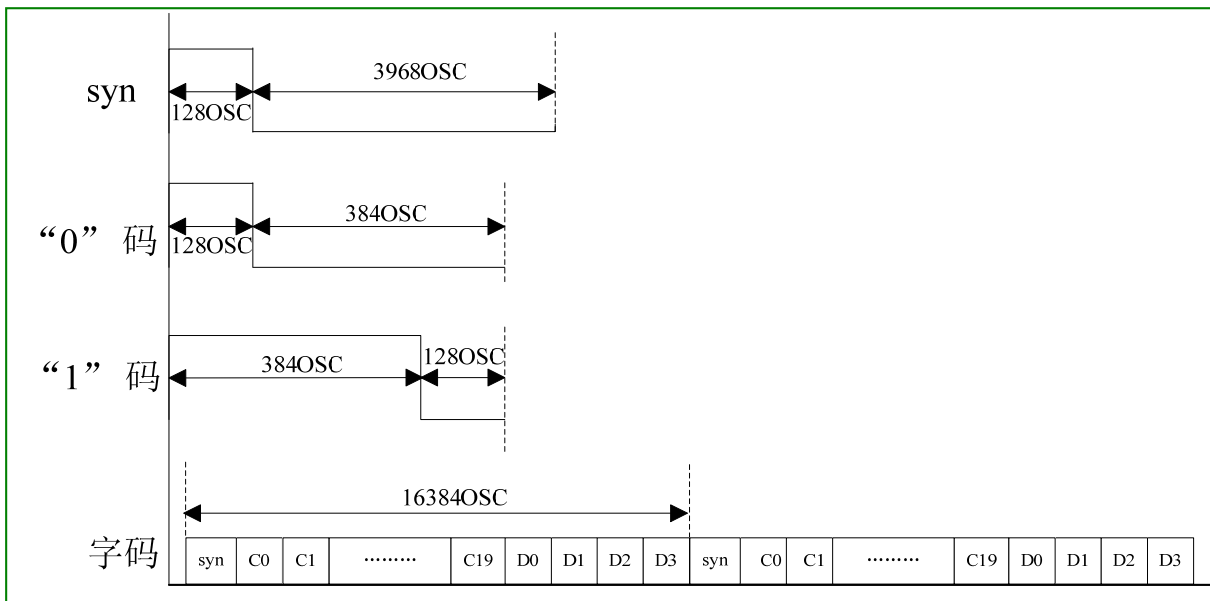 syn
128OSC
3968OSC
“0” 码
128OSC
384OSC
“1” 码
384OSC
128OSC
16384OSC
字码
syn C0 C1 ……… C19 D0 D1 D2 D3 syn C0 C1 ……… C19 D0 D1 D2 D3